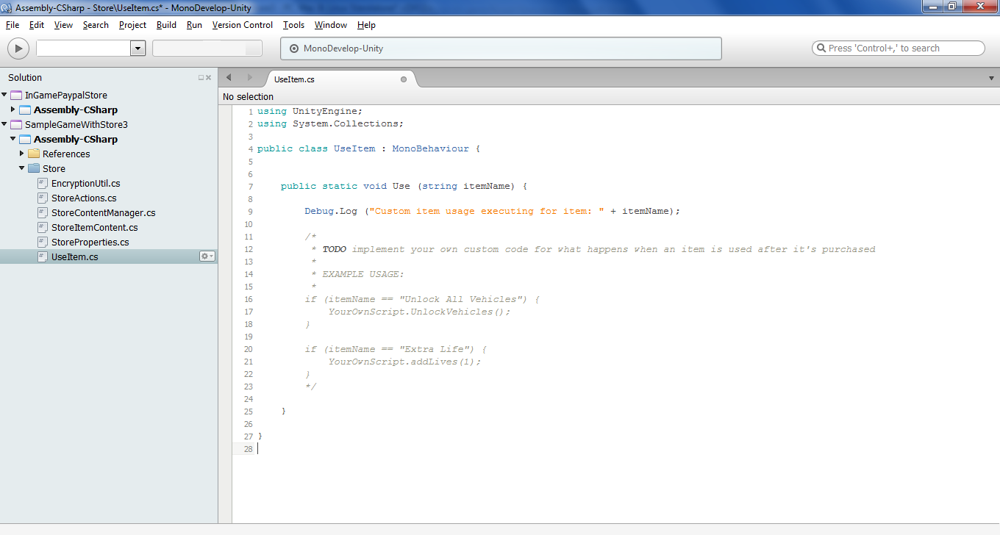 Assembly-CSharp - Store\UseItem.cs* - MonoDevelop-Unity
File Edit View Search Project Build Run Version Control Tools Window Help
MonoDevelop-Unity
Press 'Control+,' to search
Solution
InGamePaypalStore
Assembly-CSharp
SampleGameWithStore3
Assembly-CSharp
References
Store
EncryptionUtil.cs
StoreActions.cs
StoreContentManager.cs
StoreItemContent.cs
StoreProperties.cs
UseItem.cs
UseItem.cs
No selection
1 using UnityEngine;
2 using System.Collections;
3
4 public class UseItem : MonoBehaviour {
5
6
7 public static void Use (string itemName) {
8
9 Debug.Log ("Custom item usage executing for item: " + itemName);
10
11 /*
12 * TODO implement your own custom code for what happens when an item is used after it's purchased
13 *
14 * EXAMPLE USAGE:
15 *
16 if (itemName == "Unlock All Vehicles") {
17 YourOwnScript.UnlockVehicles();
18 }
19
20 if (itemName == "Extra Life") {
21 YourOwnScript.addLives(1);
22 }
23 */
24
25 }
26
27 }
28